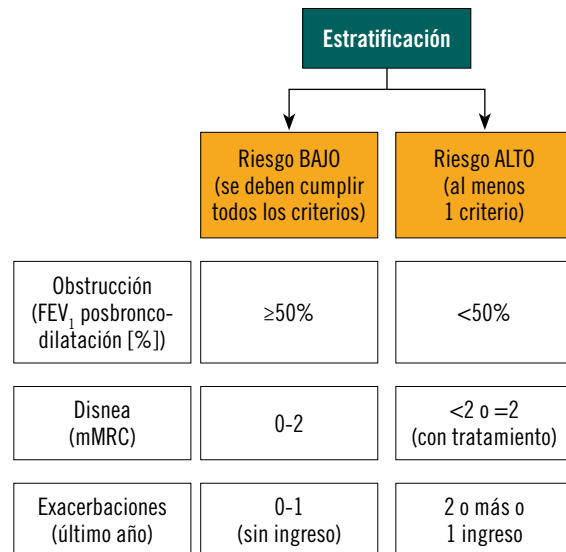 Estratificación
Riesgo BAJO
(se deben cumplir
todos los criterios)
Riesgo ALTO
(al menos
1 criterio)
Obstrucción
(FEV₁ posbronco-
dilatación [%])
≥50%
<50%
Disnea
(mMRC)
0-2
<2 o =2
(con tratamiento)
Exacerbaciones
(último año)
0-1
(sin ingreso)
2 o más o
1 ingreso